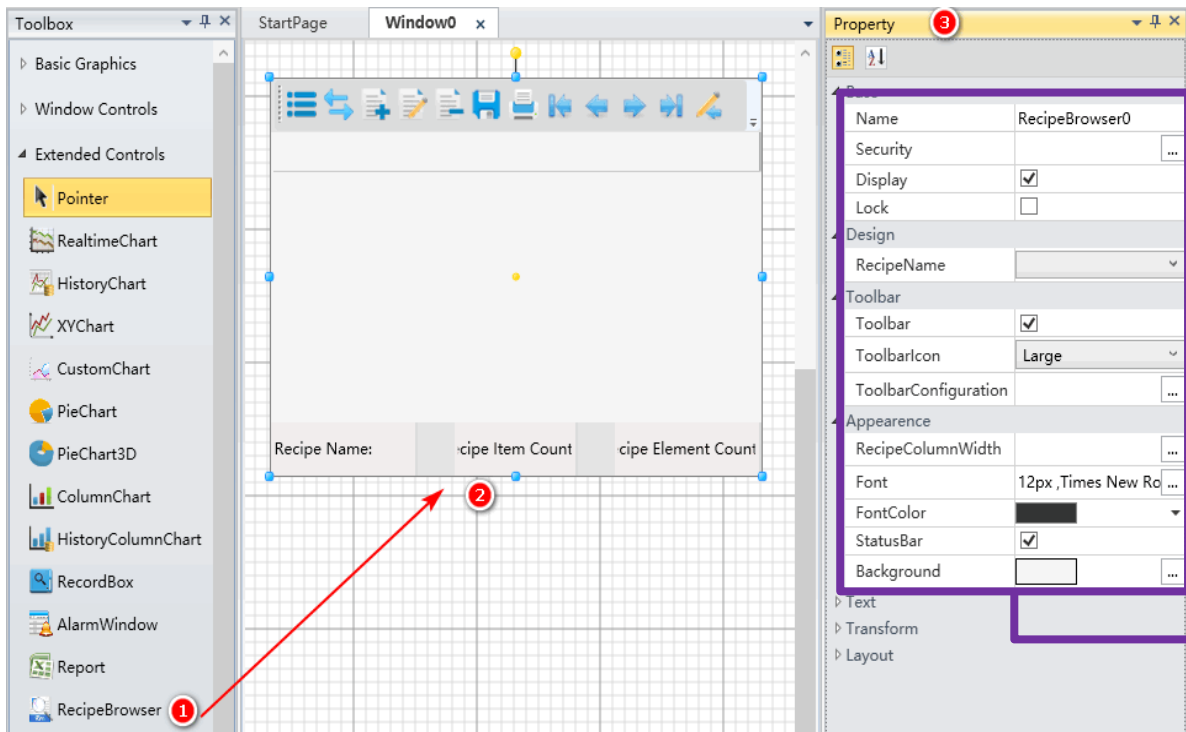 Toolbox
Basic Graphics
Window Controls
Extended Controls
Pointer
RealtimeChart
HistoryChart
XYChart
CustomChart
PieChart
PieChart3D
ColumnChart
HistoryColumnChart
RecordBox
AlarmWindow
Report
RecipeBrowser
1
StartPage
Window0 x
Recipe Name:
cipe Item Count
cipe Element Count
2
Property
3
Name RecipeBrowser0
Security ...
Display
Lock
Design
RecipeName
Toolbar
Toolbar
ToolbarIcon Large
ToolbarConfiguration ...
Appearence
RecipeColumnWidth ...
Font 12px ,Times New Ro ...
FontColor
StatusBar
Background ...
Text
Transform
Layout